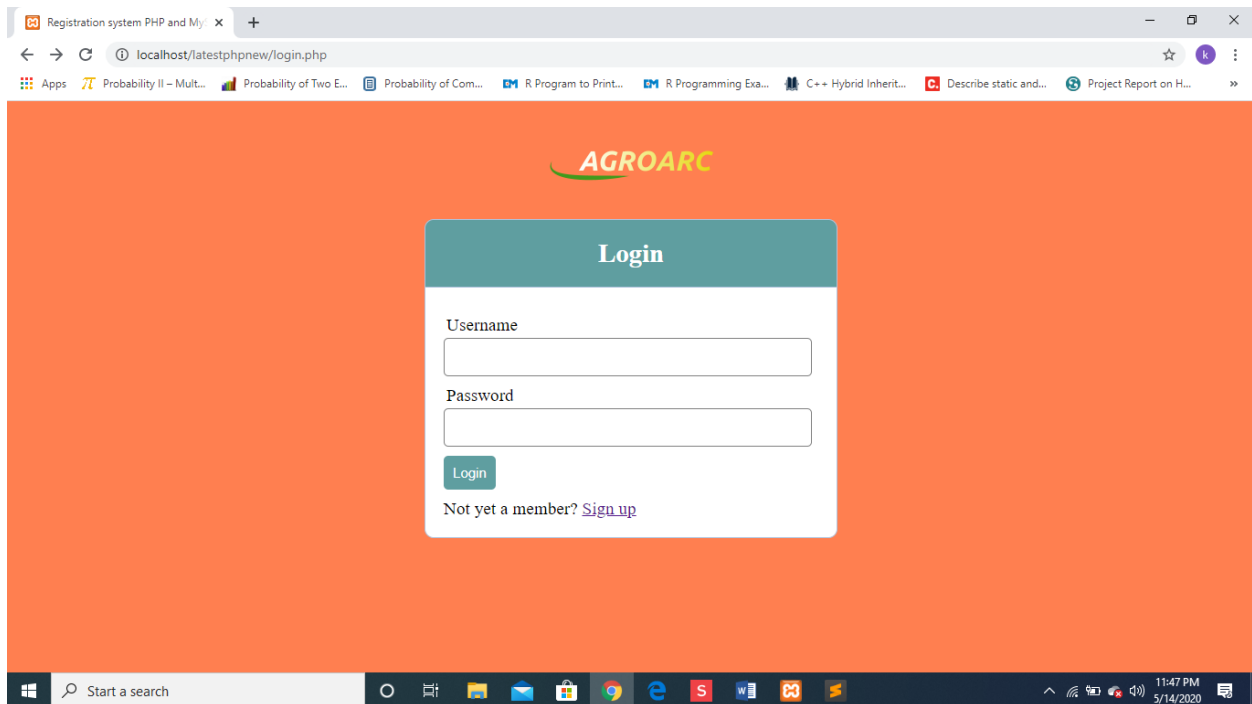 Registration system PHP and My
localhost/latestphpnew/login.php
k
Apps
Probability II – Mult...
Probability of Two E...
Probability of Com...
R Program to Print...
R Programming Exa...
C++ Hybrid Inherit...
Describe static and...
Project Report on H...
AGROARC
Login
Username
Password
Login
Not yet a member? Sign up
Start a search
11:47 PM
5/14/2020